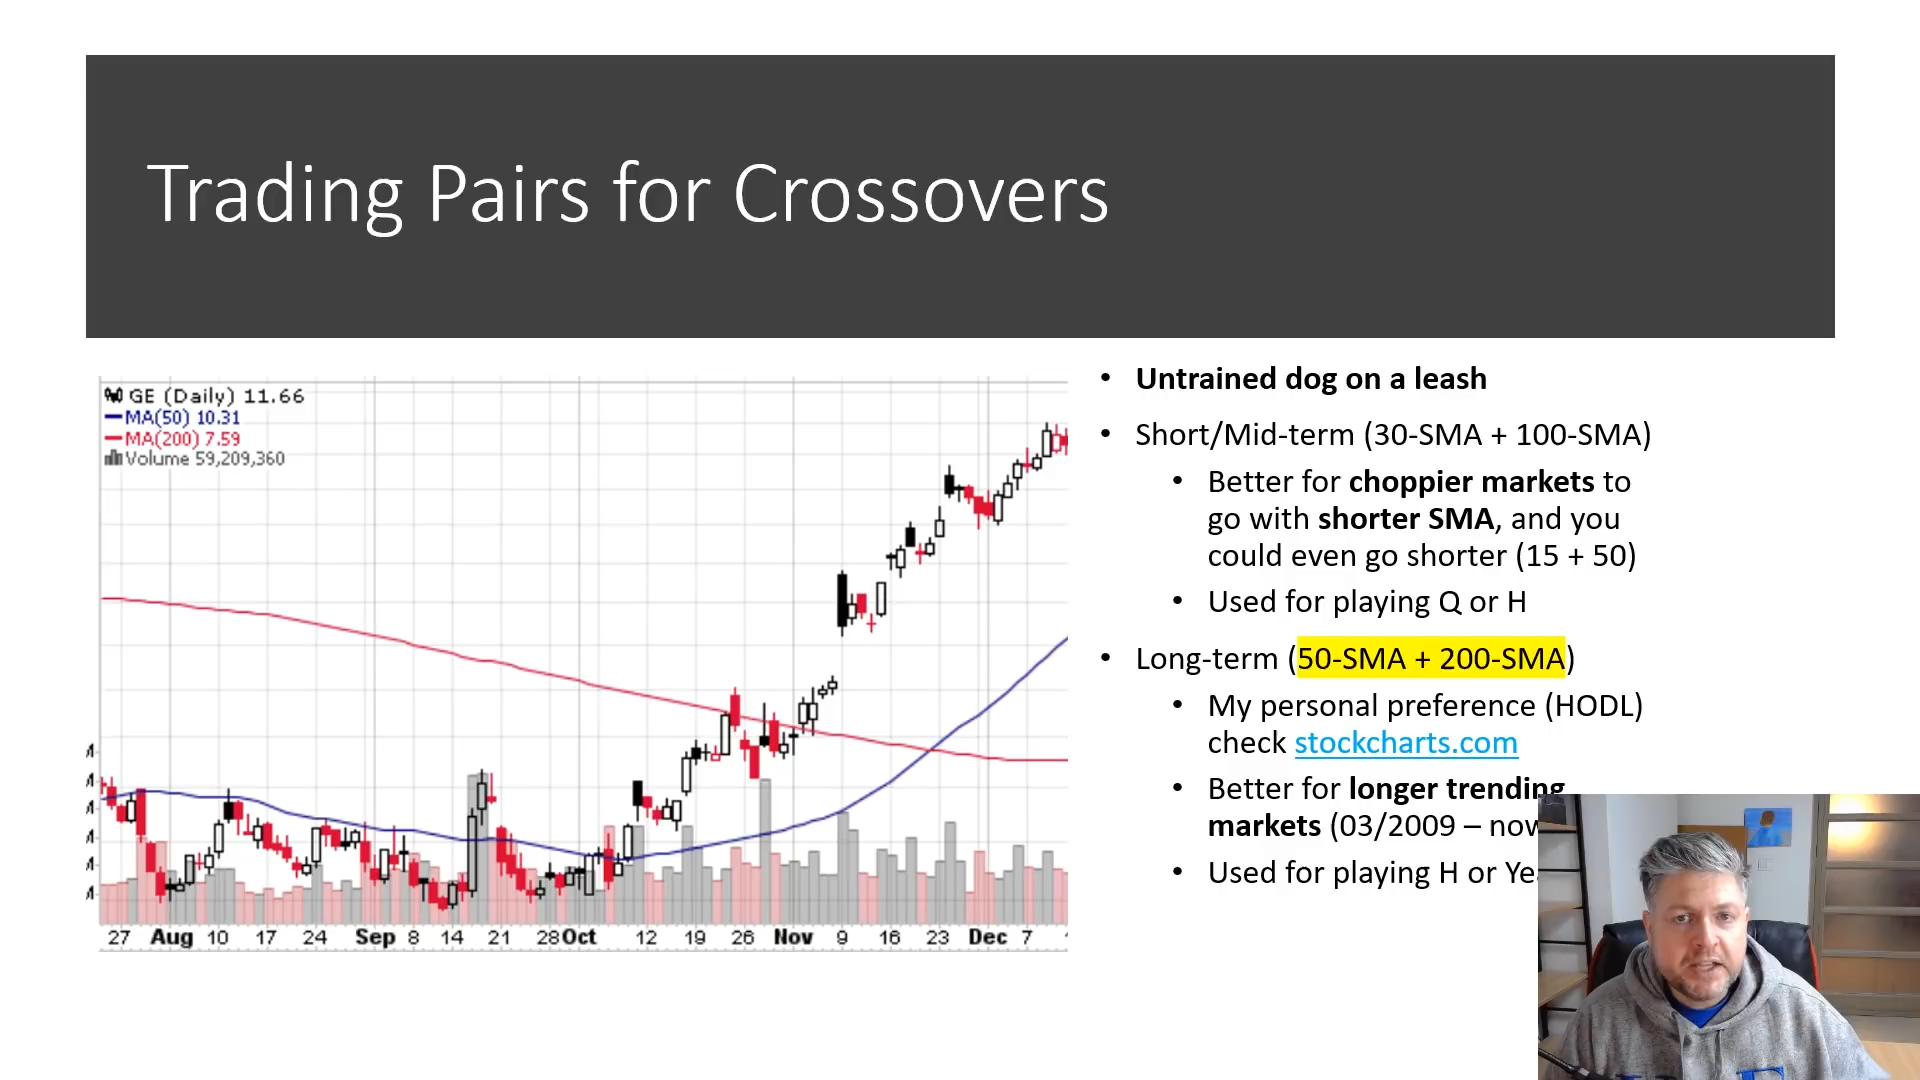 Trading Pairs for Crossovers
GE (Daily) 11.66
MA(50) 10.31
MA(200) 7.59
Volume 59,209,360
27 Aug 10 17 24 Sep 8 14 21 28 Oct 12 19 26 Nov 9 16 23 Dec 7
• Untrained dog on a leash
• Short/Mid-term (30-SMA + 100-SMA)
• Better for choppier markets to
go with shorter SMA, and you
could even go shorter (15 + 50)
• Used for playing Q or H
• Long-term (50-SMA + 200-SMA)
• My personal preference (HODL)
check stockcharts.com
• Better for longer trending
markets (03/2009 – now
• Used for playing H or